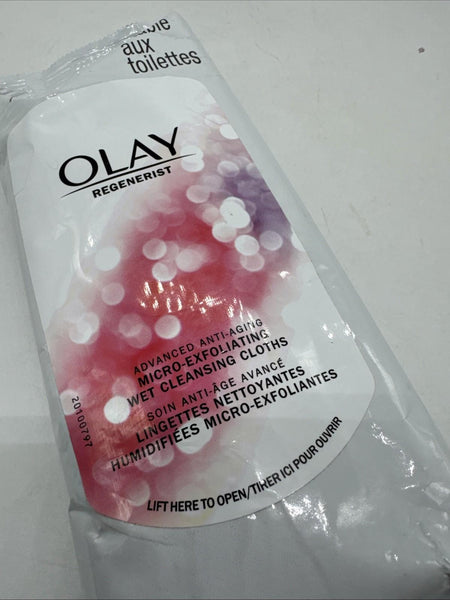 aux
toilettes
OLAY
REGENERIST
ADVANCED ANTI-AGING
MICRO-EXFOLIATING
WET CLEANSING CLOTHS
SOIN ANTI-ÂGE AVANCÉ
LINGETTES NETTOYANTES
HUMIDIFIÉES MICRO-EXFOLIANTES
20100797
LIFT HERE TO OPEN/TIRER ICI POUR OUVRIR